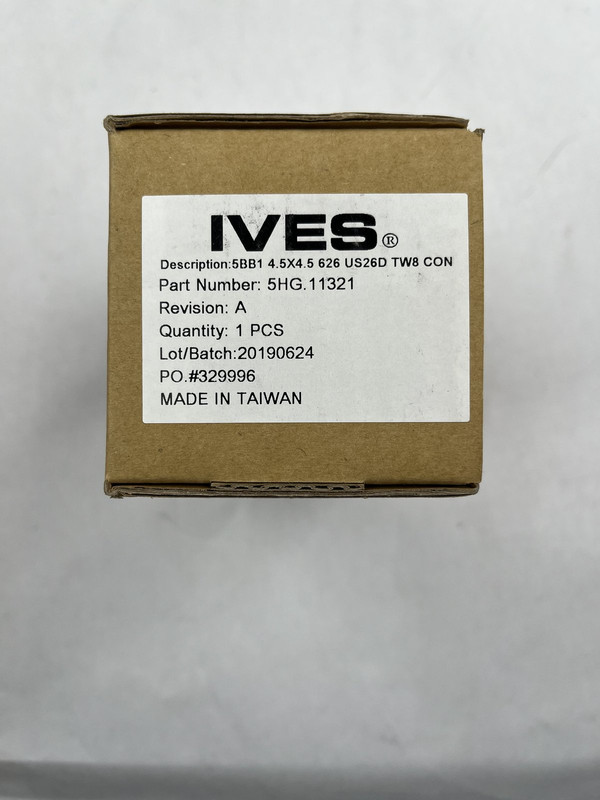 IVES®
Description:5BB1 4.5X4.5 626 US26D TW8 CON
Part Number: 5HG.11321
Revision: A
Quantity: 1 PCS
Lot/Batch:20190624
PO.#329996
MADE IN TAIWAN